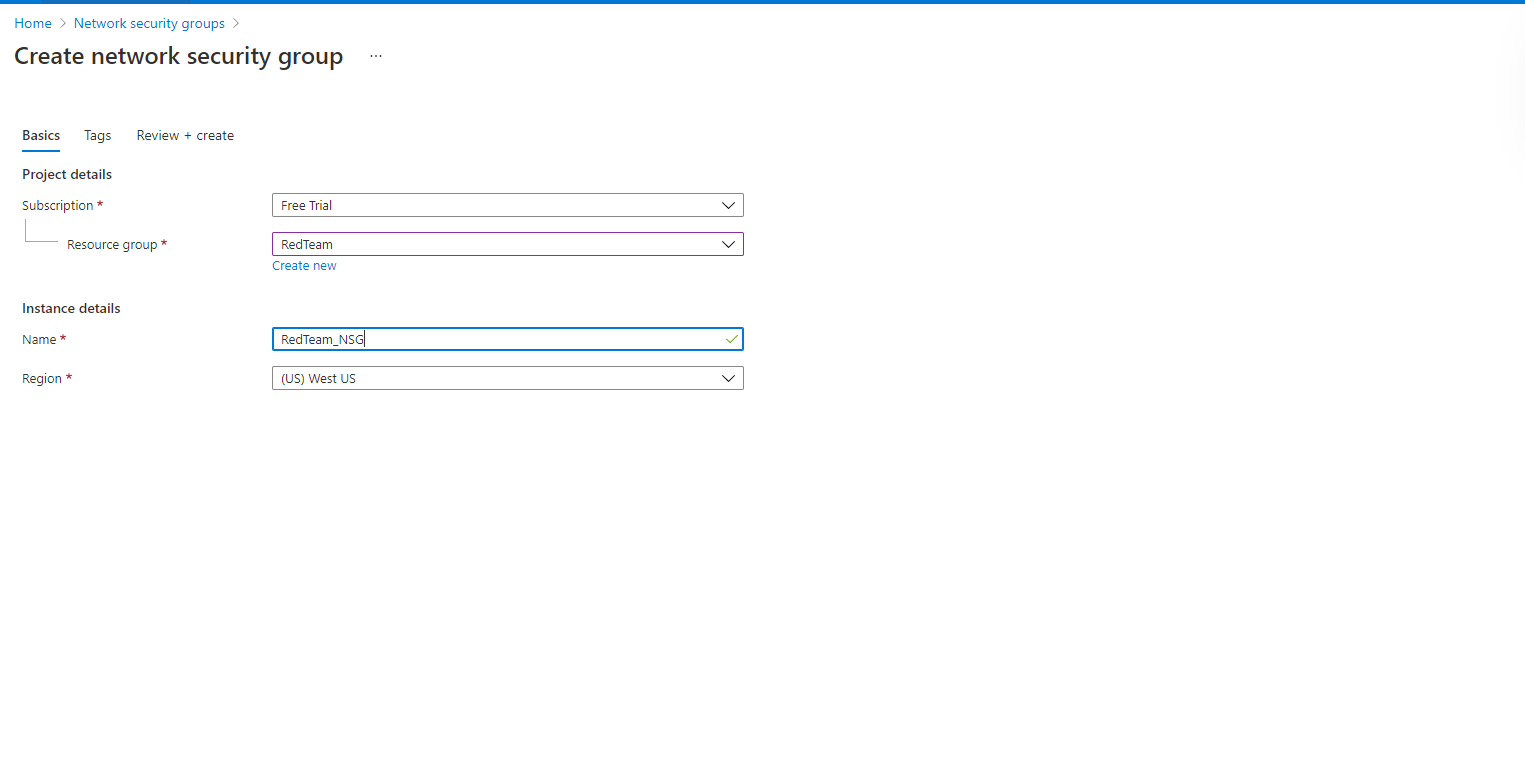 Home > Network security groups >
Create network security group ...
Basics Tags Review + create
Project details
Subscription * Free Trial
Resource group * RedTeam
Create new
Instance details
Name * RedTeam_NSG
Region * (US) West US